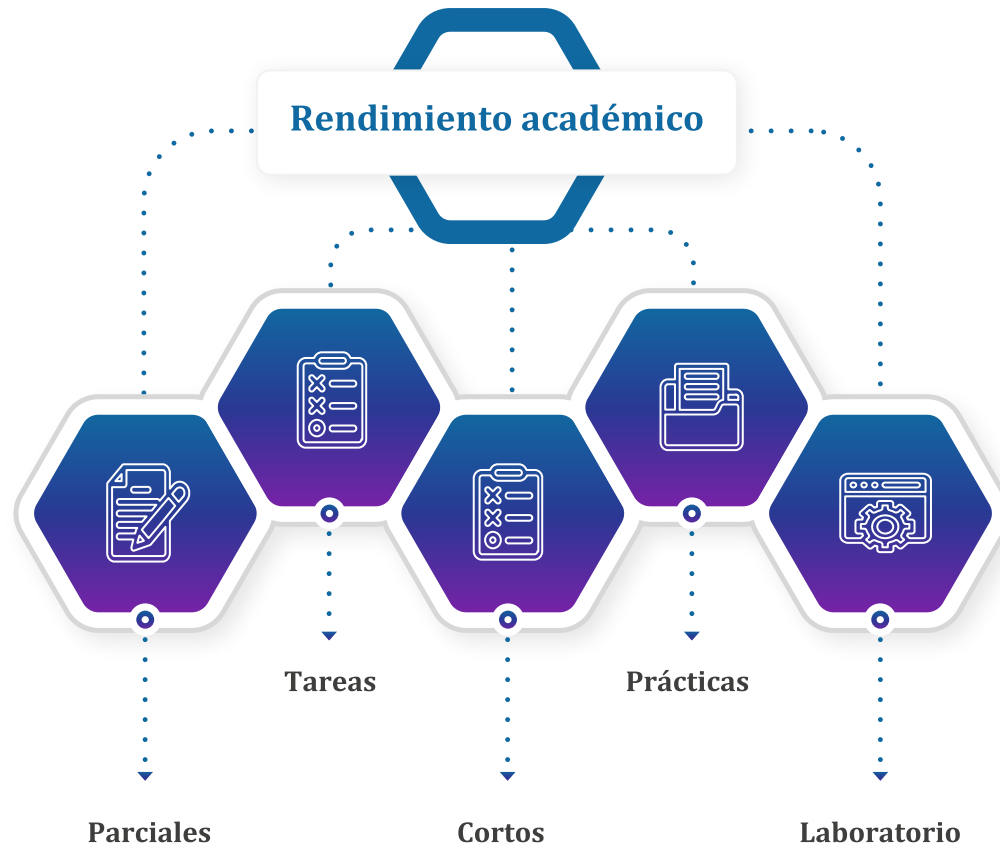 Rendimiento académico
Tareas
Prácticas
Parciales
Cortos
Laboratorio